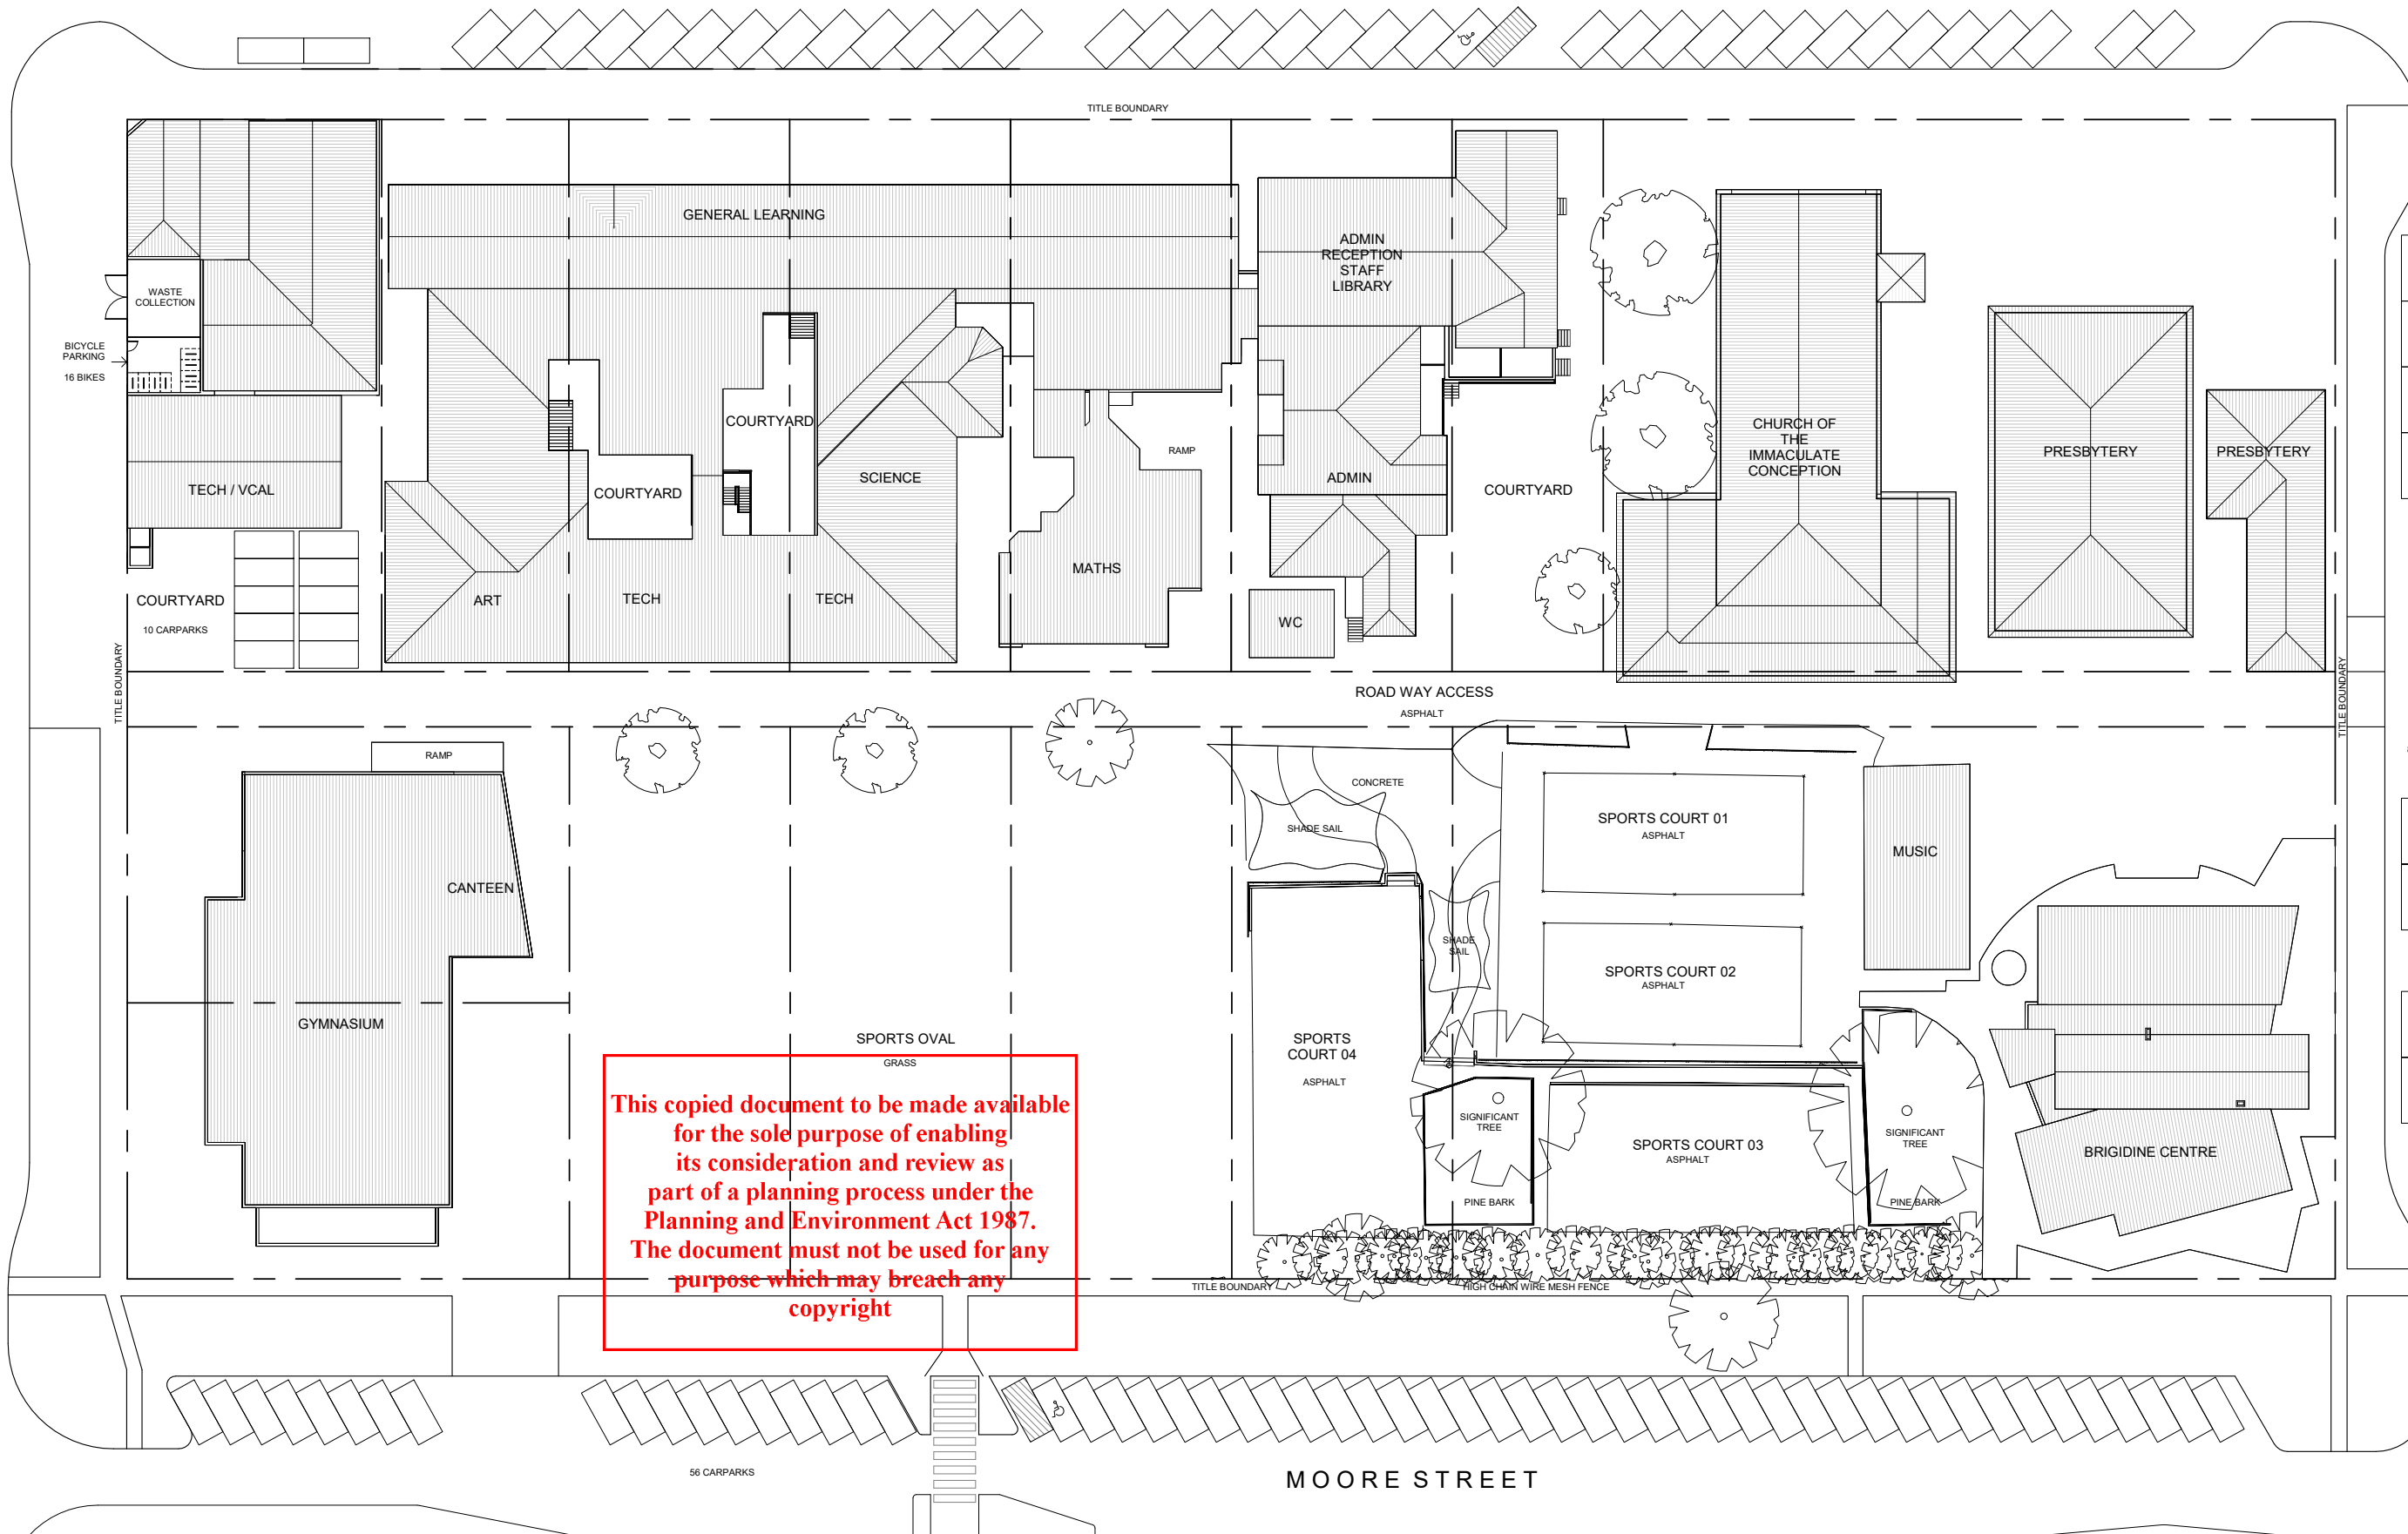 TITLE BOUNDARY
GENERAL LEARNING
ADMIN
RECEPTION
STAFF
LIBRARY
WASTE
COLLECTION
BICYCLE
PARKING
16 BIKES
COURTYARD
CHURCH OF
THE
IMMACULATE
CONCEPTION
PRESBYTERY
PRESBYTERY
RAMP
TECH / VCAL
COURTYARD
SCIENCE
ADMIN
COURTYARD
MATHS
COURTYARD
10 CARPARKS
ART
TECH
TECH
WC
TITLE BOUNDARY
TITLE BOUNDARY
ROAD WAY ACCESS
ASPHALT
RAMP
CONCRETE
SHADE SAIL
SPORTS COURT 01
ASPHALT
MUSIC
CANTEEN
SHADE
SAIL
SPORTS COURT 02
ASPHALT
GYMNASIUM
SPORTS OVAL
GRASS
SPORTS
COURT 04
ASPHALT
SIGNIFICANT
TREE
SPORTS COURT 03
ASPHALT
SIGNIFICANT
TREE
BRIGIDINE CENTRE
PINE BARK
PINE BARK
This copied document to be made available
for the sole purpose of enabling
its consideration and review as
part of a planning process under the
Planning and Environment Act 1987.
The document must not be used for any
purpose which may breach any
copyright
TITLE BOUNDARY
HIGH CHAIN WIRE MESH FENCE
56 CARPARKS
MOORE STREET